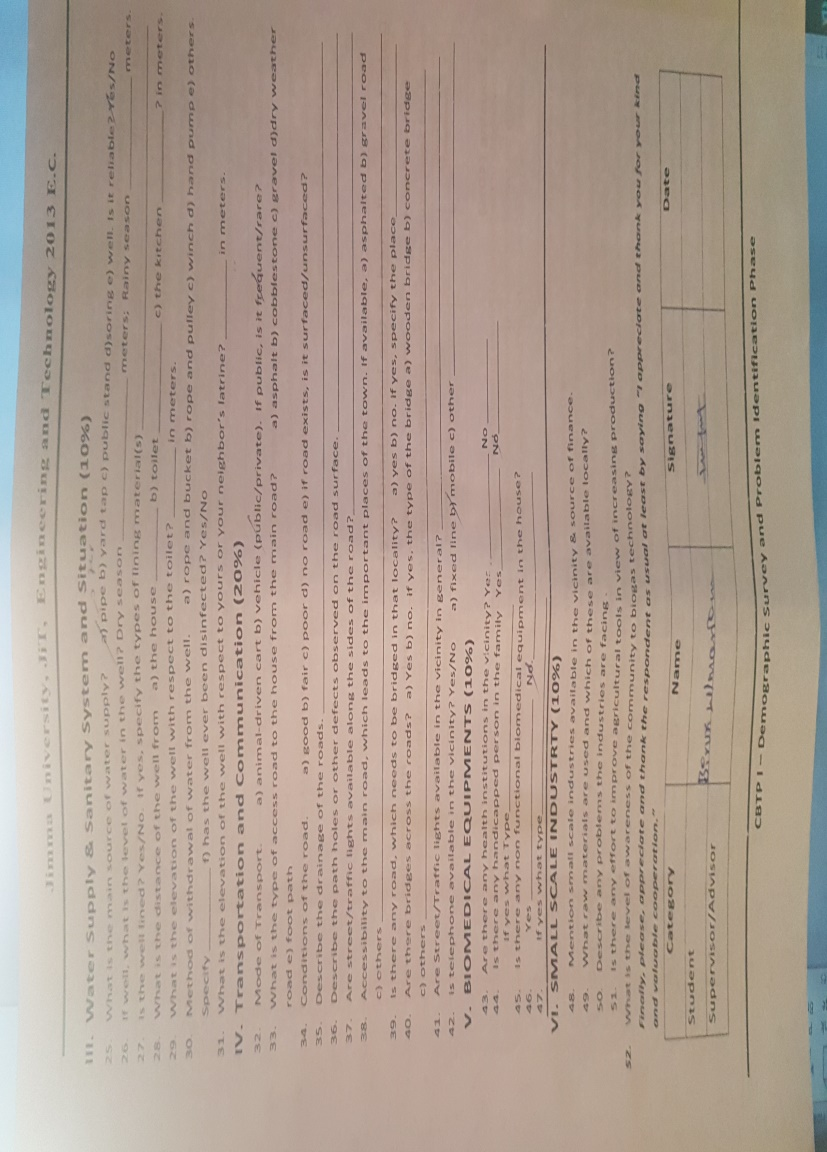 Jimma University, JiT, Engineering and Technology 2013 E.C.
III. Water Supply & Sanitary System and Situation (10%)
25. What is the main source of water supply? a) pipe b) yard tap c) public stand d)soring e) well. Is it reliable? Yes/No
26. If well, what is the level of water in the well? Dry season meters; Rainy season meters.
27. Is the well lined? Yes/No. If yes, specify the types of lining material(s)
28. What is the distance of the well from a) the house b) toilet c) the kitchen ? in meters.
29. What is the elevation of the well with respect to the toilet? in meters.
30. Method of withdrawal of water from the well. a) rope and bucket b) rope and pulley c) winch d) hand pump e) others
Specify f) has the well ever been disinfected? Yes/No
31. What is the elevation of the well with respect to yours or your neighbor's latrine? in meters.
IV. Transportation and Communication (20%)
32. Mode of Transport. a) animal-driven cart b) vehicle (public/private). If public, is it frequent/rare?
33. What is the type of access road to the house from the main road? a) asphalt b) cobblestone c) gravel d)dry weather
road e) foot path
34. Conditions of the road. a) good b) fair c) poor d) no road e) if road exists, is it surfaced/unsurfaced?
35. Describe the drainage of the roads.
36. Describe the path holes or other defects observed on the road surface.
37. Are street/traffic lights available along the sides of the road?
38. Accessibility to the main road, which leads to the important places of the town. If available, a) asphalted b) gravel road
c) others
39. Is there any road, which needs to be bridged in that locality? a) yes b) no. If yes, specify the place
40. Are there bridges across the roads? a) Yes b) no. if yes, the type of the bridge a) wooden bridge b) concrete bridge
c) others
41. Are Street/Traffic lights available in the vicinity in general?
42. Is telephone available in the vicinity? Yes/No a) fixed line b) mobile c) other
V. BIOMEDICAL EQUIPMENTS (10%)
43. Are there any health institutions in the vicinity? Yes No
44. Is there any handicapped person in the family Yes No
If yes what Type
45. Is there any non functional biomedical equipment in the house?
46. Yes No
47. If yes what type
VI. SMALL SCALE INDUSTRTY (10%)
48. Mention small scale industries available in the vicinity & source of finance.
49. What raw materials are used and which of these are available locally?
50. Describe any problems the industries are facing.
51. Is there any effort to improve agricultural tools in view of increasing production?
52. What is the level of awareness of the community to biogas technology?
Finally, please, appreciate and thank the respondent as usual at least by saying "I appreciate and thank you for your kind
and valuable cooperation."
Category Name Signature Date
Student
Supervisor/Advisor
CBTP I – Demographic Survey and Problem Identification Phase